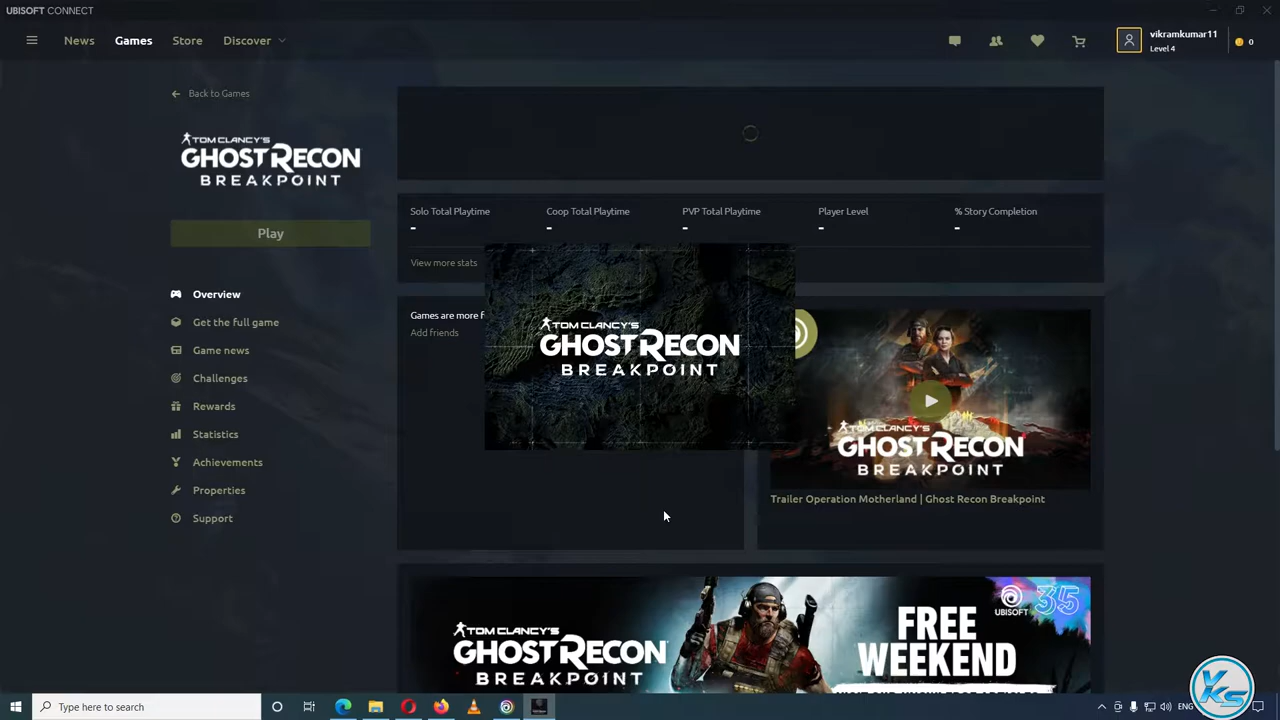 UBISOFT CONNECT
News Games Store Discover
vikramkumar11
Level 4
0
Back to Games
TOM CLANCY'S
GHOST RECON
BREAKPOINT
Play
Overview
Get the full game
Game news
Challenges
Rewards
Statistics
Achievements
Properties
Support
Solo Total Playtime
-
Coop Total Playtime
-
PVP Total Playtime
-
Player Level
-
% Story Completion
-
View more stats
Games are more f
Add friends
TOM CLANCY'S
GHOST RECON
BREAKPOINT
TOM CLANCY'S
GHOST RECON
BREAKPOINT
Trailer Operation Motherland | Ghost Recon Breakpoint
TOM CLANCY'S
GHOST RECON
BREAKPOINT
FREE
WEEKEND
UBISOFT 35
Type here to search
ENG